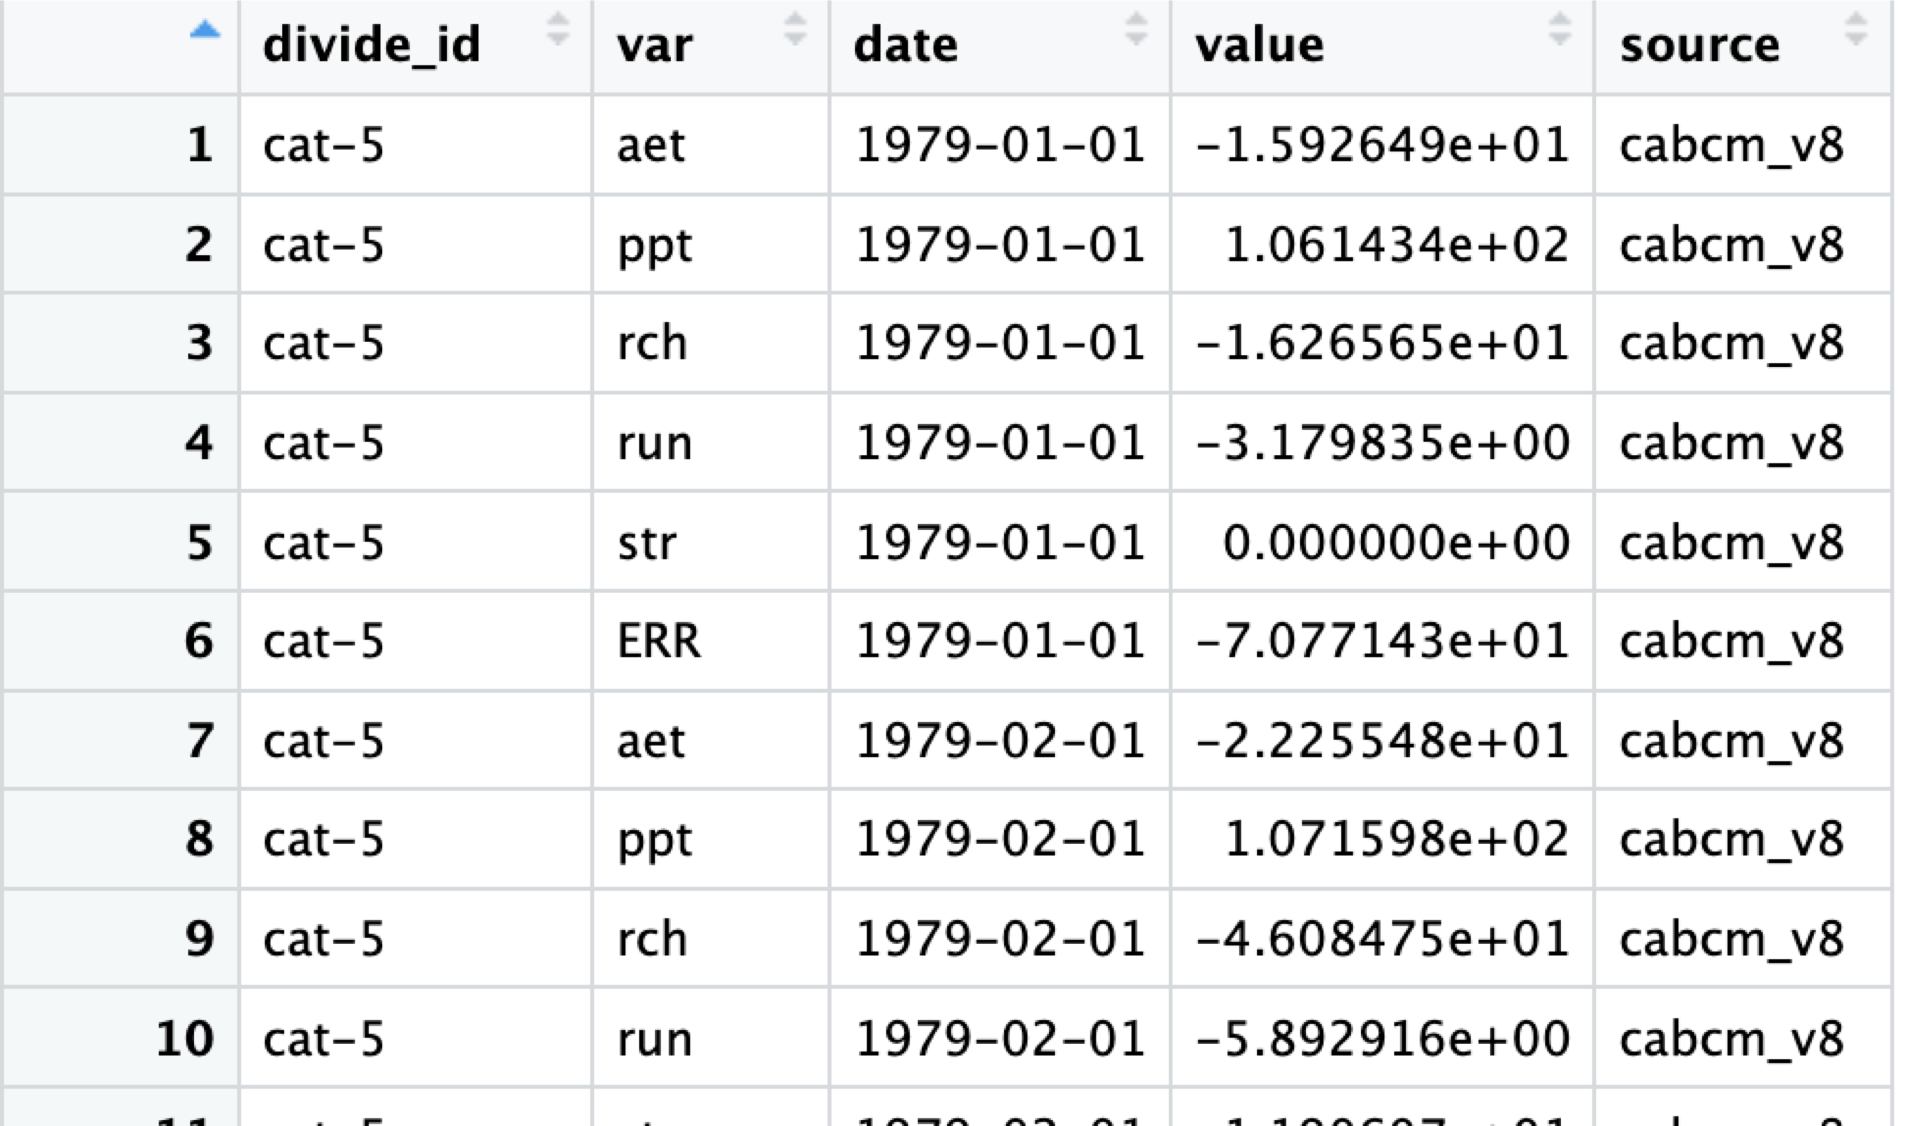 divide_id var date value source
1 cat-5 aet 1979-01-01 -1.592649e+01 cabcm_v8
2 cat-5 ppt 1979-01-01 1.061434e+02 cabcm_v8
3 cat-5 rch 1979-01-01 -1.626565e+01 cabcm_v8
4 cat-5 run 1979-01-01 -3.179835e+00 cabcm_v8
5 cat-5 str 1979-01-01 0.000000e+00 cabcm_v8
6 cat-5 ERR 1979-01-01 -7.077143e+01 cabcm_v8
7 cat-5 aet 1979-02-01 -2.225548e+01 cabcm_v8
8 cat-5 ppt 1979-02-01 1.071598e+02 cabcm_v8
9 cat-5 rch 1979-02-01 -4.608475e+01 cabcm_v8
10 cat-5 run 1979-02-01 -5.892916e+00 cabcm_v8